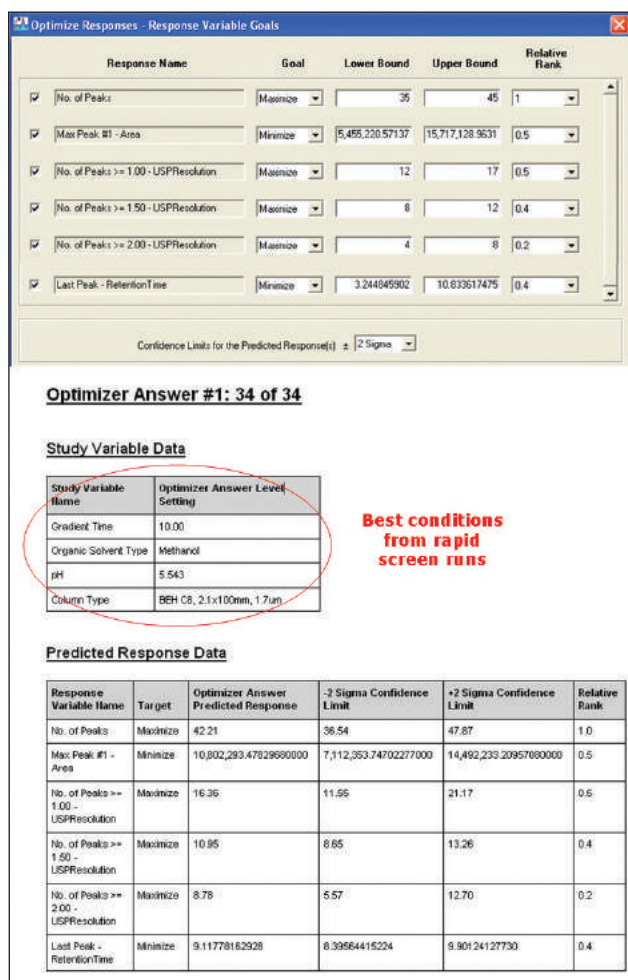 Optimize Responses - Response Variable Goals
Response Name Goal Lower Bound Upper Bound Relative Rank
No. of Peaks Maximize 35 45 1
Max Peak #1 - Area Minimize 5,455,220.57137 15,717,128.9631 0.5
No. of Peaks >= 1.00 - USPResolution Maximize 12 17 0.5
No. of Peaks >= 1.50 - USPResolution Maximize 8 12 0.4
No. of Peaks >= 2.00 - USPResolution Maximize 4 8 0.2
Last Peak - RetentionTime Minimize 3.244845902 10.833617475 0.4
Confidence Limits for the Predicted Response(s) ± 2 Sigma
Optimizer Answer #1: 34 of 34
Study Variable Data
Study Variable Name Optimizer Answer Level Setting
Gradient Time 10.00
Organic Solvent Type Methanol
pH 5.543
Column Type BEH C8, 2.1x100mm, 1.7um
Best conditions
from rapid
screen runs
Predicted Response Data
Response Variable Name Target Optimizer Answer Predicted Response -2 Sigma Confidence Limit +2 Sigma Confidence Limit Relative Rank
No. of Peaks Maximize 42.21 36.54 47.87 1.0
Max Peak #1 - Area Minimize 10,802,293.47829680000 7,112,353.74702277000 14,492,233.20957080000 0.5
No. of Peaks >= 1.00 - USPResolution Maximize 16.36 11.55 21.17 0.5
No. of Peaks >= 1.50 - USPResolution Maximize 10.95 8.65 13.26 0.4
No. of Peaks >= 2.00 - USPResolution Maximize 8.78 5.57 12.70 0.2
Last Peak - RetentionTime Minimize 9.11778162928 8.39564415224 9.90124127730 0.4